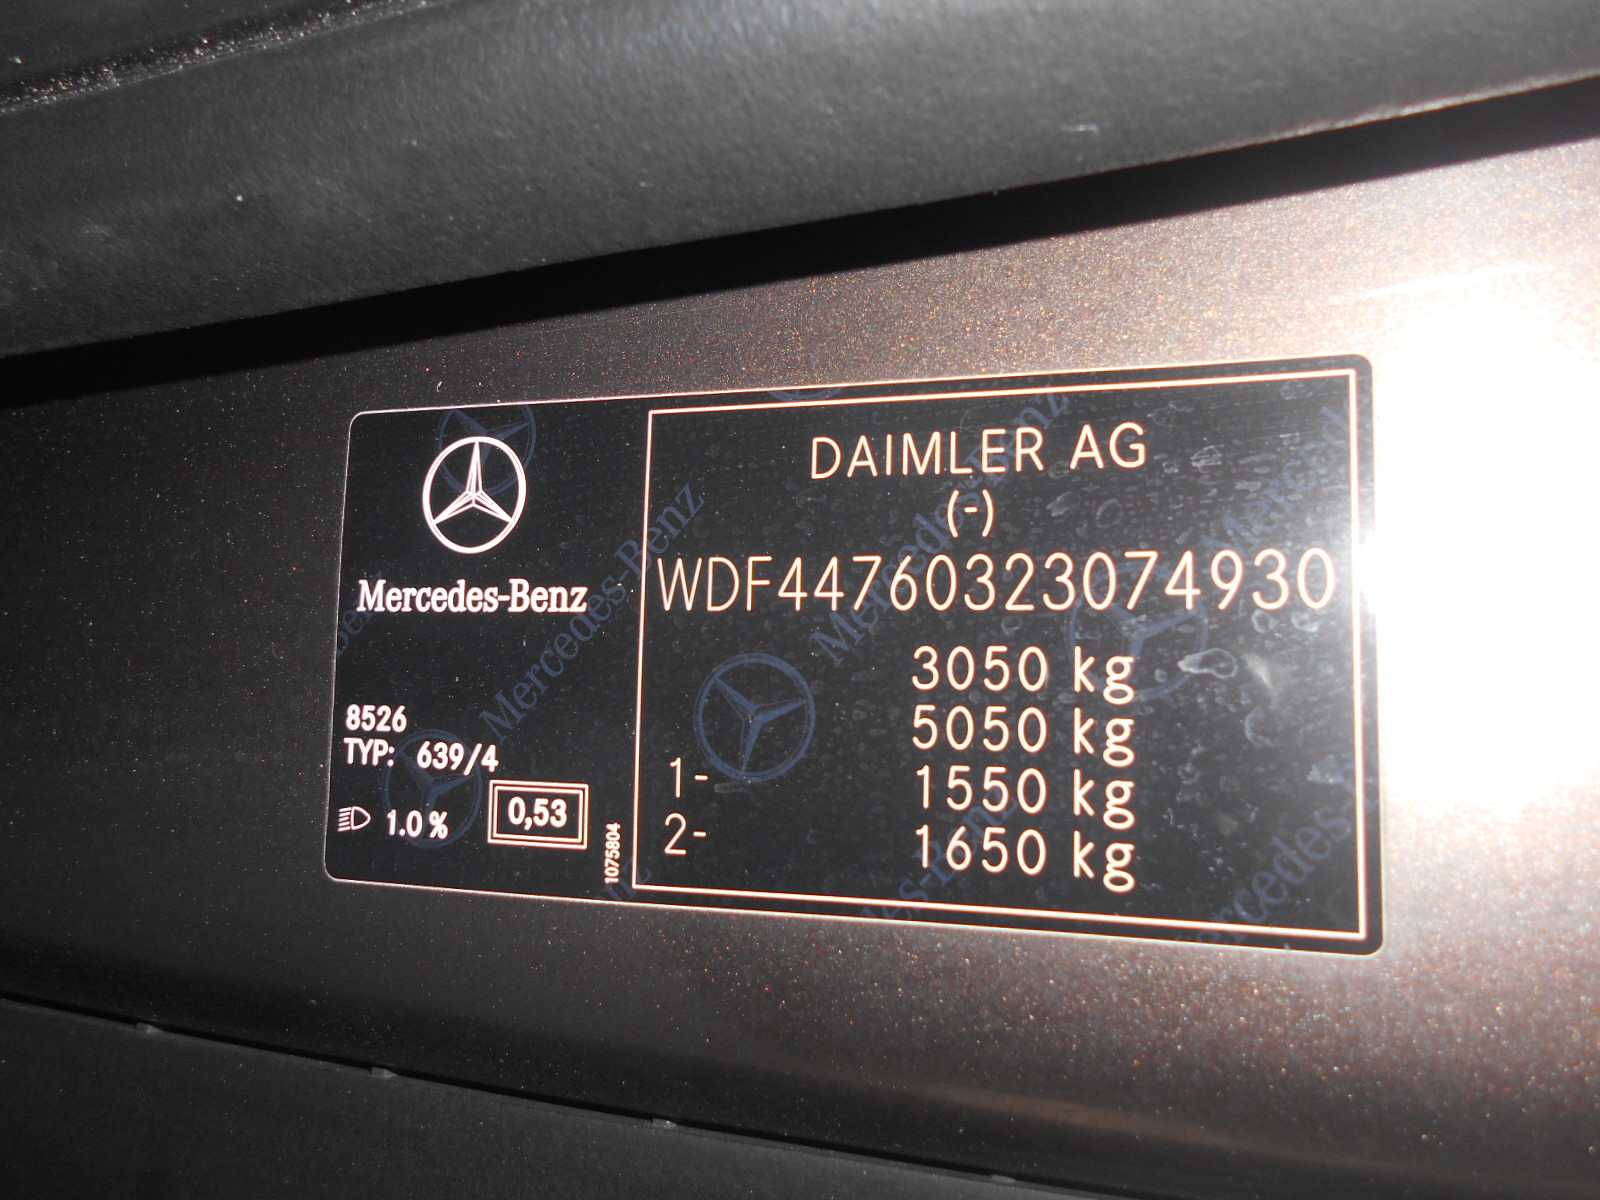 Mercedes-Benz
8526
TYP: 639/4
1.0 %
0,53
1075804
DAIMLER AG
(-)
WDF44760323074930
3050 kg
5050 kg
1- 1550 kg
2- 1650 kg